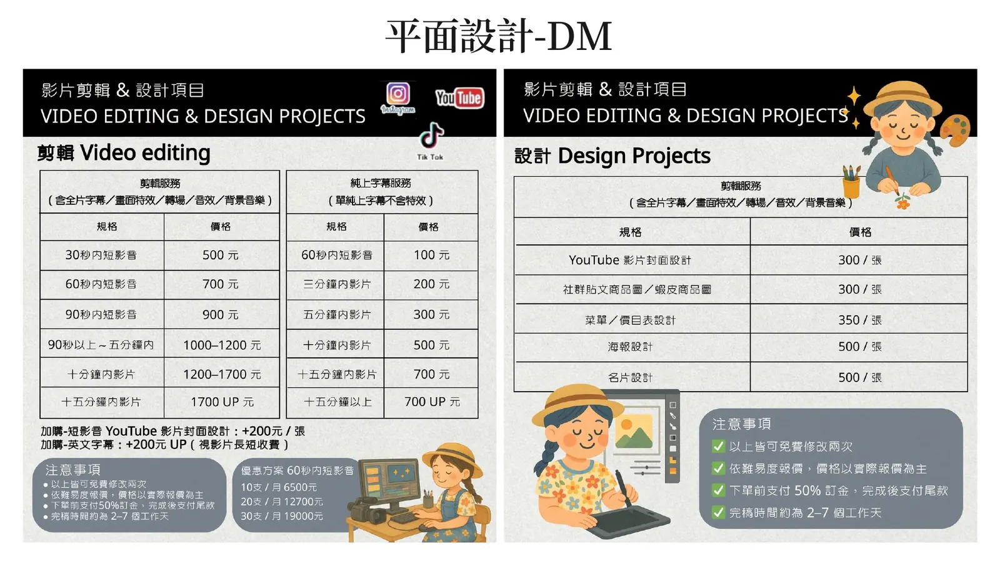 平面設計-DM
影片剪輯 & 設計項目
VIDEO EDITING & DESIGN PROJECTS
Instagram
YouTube
Tik Tok
剪輯 Video editing
剪輯服務
（含全片字幕／畫面特效／轉場／音效／背景音樂）
規格 價格
30秒內短影音 500 元
60秒內短影音 700 元
90秒內短影音 900 元
90秒以上～五分鐘內 1000–1200 元
十分鐘內影片 1200–1700 元
十五分鐘內影片 1700 UP 元
純上字幕服務
（單純上字幕不含特效）
規格 價格
60秒內短影音 100 元
三分鐘內影片 200 元
五分鐘內影片 300 元
十分鐘內影片 500 元
十五分鐘內影片 700 元
十五分鐘以上 700 UP 元
加購-短影音 YouTube 影片封面設計：+200元 / 張
加購-英文字幕：+200元 UP（視影片長短收費）
注意事項
● 以上皆可免費修改兩次
● 依難易度報價，價格以實際報價為主
● 下單前支付50%訂金，完成後支付尾款
● 完稿時間約為 2–7 個工作天
優惠方案 60秒內短影音
10支 / 月 6500元
20支 / 月 12700元
30支 / 月 19000元
影片剪輯 & 設計項目
VIDEO EDITING & DESIGN PROJECTS
設計 Design Projects
剪輯服務
（含全片字幕／畫面特效／轉場／音效／背景音樂）
規格 價格
YouTube 影片封面設計 300 / 張
社群貼文商品圖／蝦皮商品圖 300 / 張
菜單／價目表設計 350 / 張
海報設計 500 / 張
名片設計 500 / 張
注意事項
✅ 以上皆可免費修改兩次
✅ 依難易度報價，價格以實際報價為主
✅ 下單前支付 50% 訂金，完成後支付尾款
✅ 完稿時間約為 2–7 個工作天